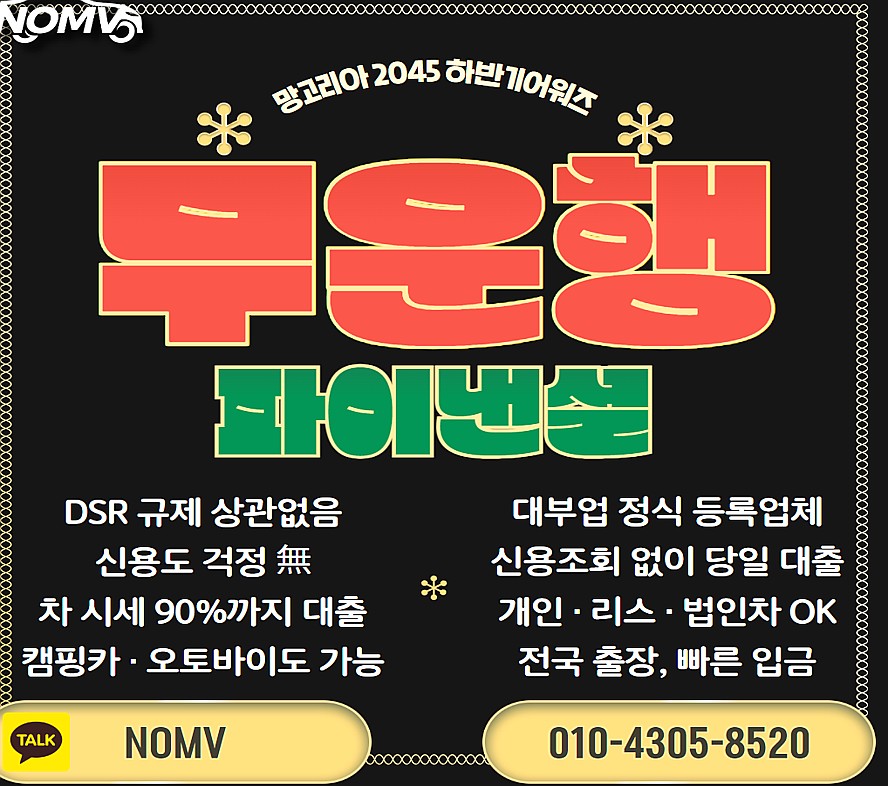 NOMV
망고리아 2045 하반기어워즈
무운행
파이낸셜
DSR 규제 상관없음
신용도 걱정 無
차 시세 90%까지 대출
캠핑카 · 오토바이도 가능
대부업 정식 등록업체
신용조회 없이 당일 대출
개인 · 리스 · 법인차 OK
전국 출장, 빠른 입금
TALK
NOMV
010-4305-8520